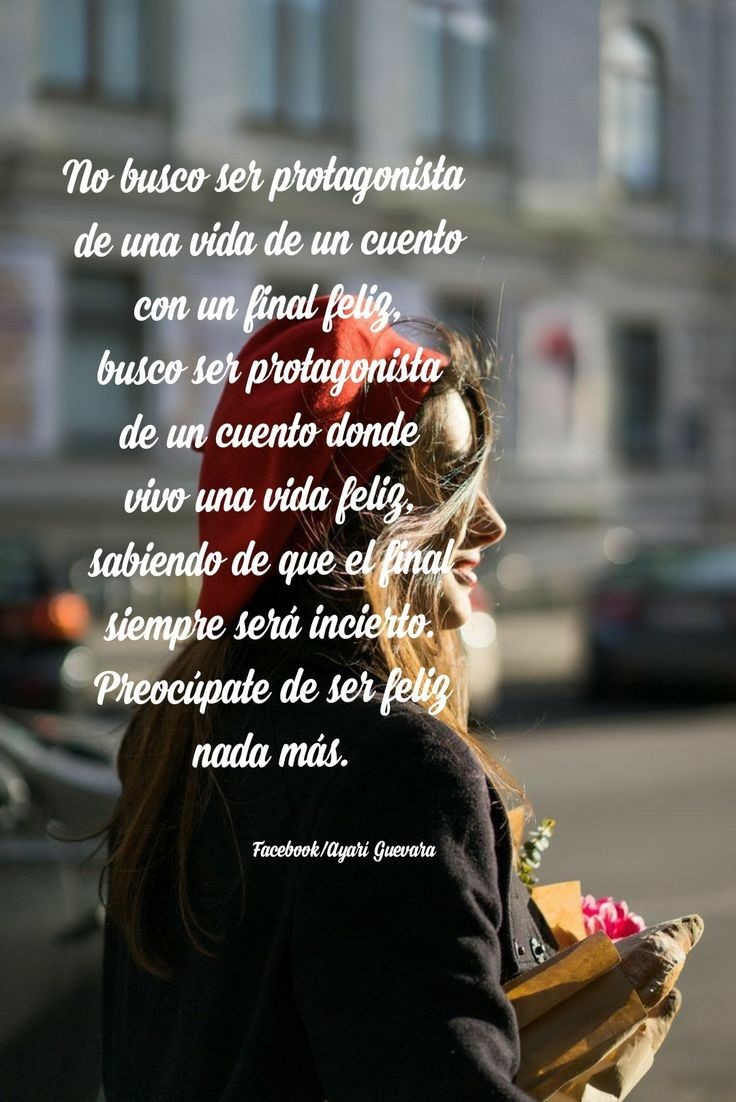 No busco ser protagonista
de una vida de un cuento
con un final feliz,
busco ser protagonista
de un cuento donde
vivo una vida feliz,
sabiendo de que el final
siempre será incierto.
Preocúpate de ser feliz
nada más.
Facebook/Ayari Guevara